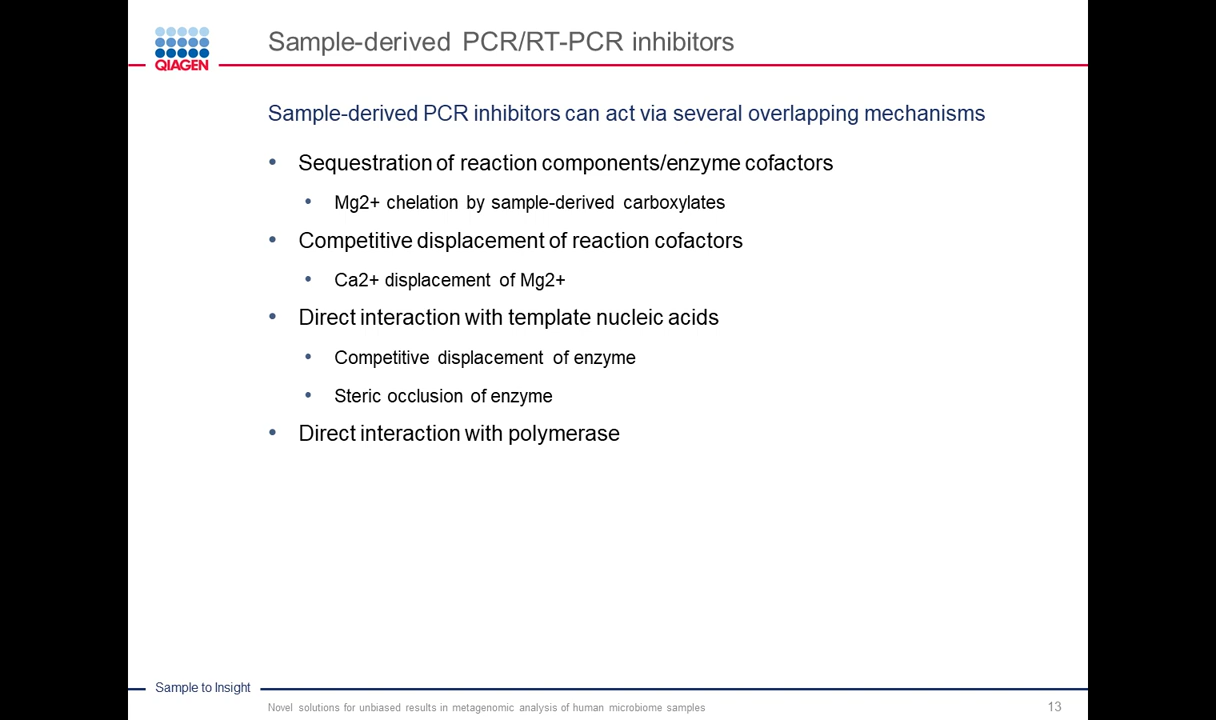 QIAGEN
Sample-derived PCR/RT-PCR inhibitors
Sample-derived PCR inhibitors can act via several overlapping mechanisms
• Sequestration of reaction components/enzyme cofactors
• Mg2+ chelation by sample-derived carboxylates
• Competitive displacement of reaction cofactors
• Ca2+ displacement of Mg2+
• Direct interaction with template nucleic acids
• Competitive displacement of enzyme
• Steric occlusion of enzyme
• Direct interaction with polymerase
Sample to Insight
Novel solutions for unbiased results in metagenomic analysis of human microbiome samples
13